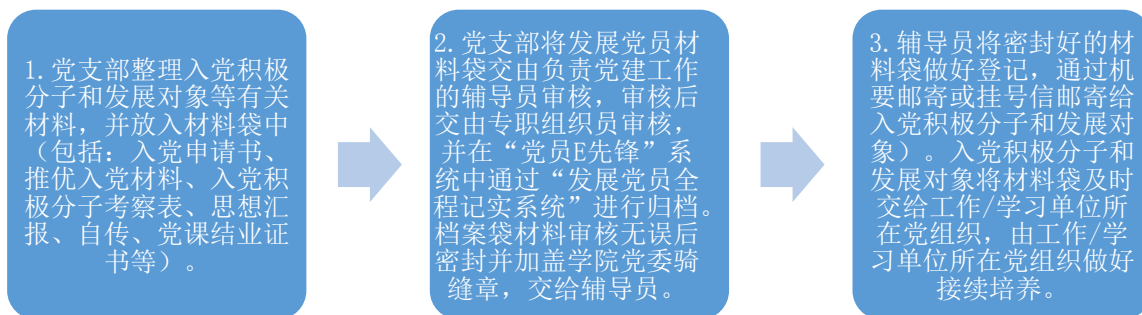 1.党支部整理入党积极
分子和发展对象等有关
材料，并放入材料袋中
（包括：入党申请书、
推优入党材料、入党积
极分子考察表、思想汇
报、自传、党课结业证
书等）。
2.党支部将发展党员材
料袋交由负责党建工作
的辅导员审核，审核后
交由专职组织员审核，
并在“党员E先锋”系
统中通过“发展党员全
程记实系统”进行归档。
档案袋材料审核无误后
密封并加盖学院党委骑
缝章，交给辅导员。
3.辅导员将密封好的材
料袋做好登记，通过机
要邮寄或挂号信邮寄给
入党积极分子和发展对
象）。入党积极分子和
发展对象将材料袋及时
交给工作/学习单位所
在党组织，由工作/学
习单位所在党组织做好
接续培养。